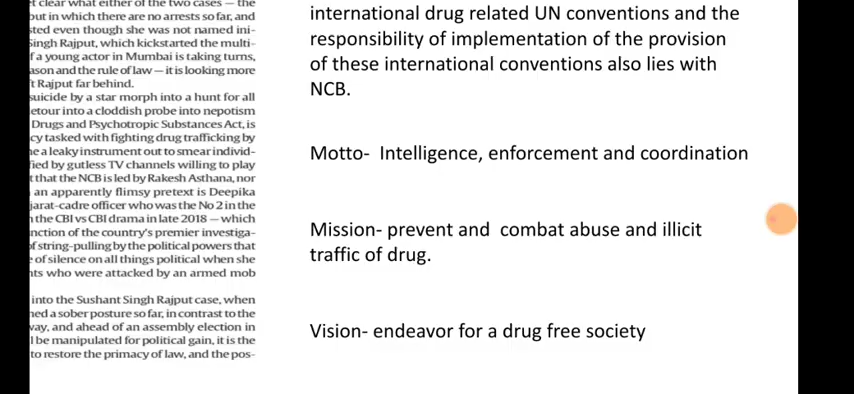 t clear what either of the two cases — the
out in which there are no arrests so far, and
sted even though she was not named ini-
Singh Rajput, which kickstarted the multi-
f a young actor in Mumbai is taking turns,
ason and the rule of law — it is looking more
t Rajput far behind.
suicide by a star morph into a hunt for all
etour into a cloddish probe into nepotism
Drugs and Psychotropic Substances Act, is
cy tasked with fighting drug trafficking by
e a leaky instrument out to smear individ-
fied by gutless TV channels willing to play
t that the NCB is led by Rakesh Asthana, nor
an apparently flimsy pretext is Deepika
jarat-cadre officer who was the No 2 in the
the CBI vs CBI drama in late 2018 — which
nction of the country's premier investiga-
of string-pulling by the political powers that
e of silence on all things political when she
nts who were attacked by an armed mob
into the Sushant Singh Rajput case, when
ned a sober posture so far, in contrast to the
way, and ahead of an assembly election in
l be manipulated for political gain, it is the
to restore the primacy of law, and the pos-
international drug related UN conventions and the
responsibility of implementation of the provision
of these international conventions also lies with
NCB.
Motto- Intelligence, enforcement and coordination
Mission- prevent and combat abuse and illicit
traffic of drug.
Vision- endeavor for a drug free society